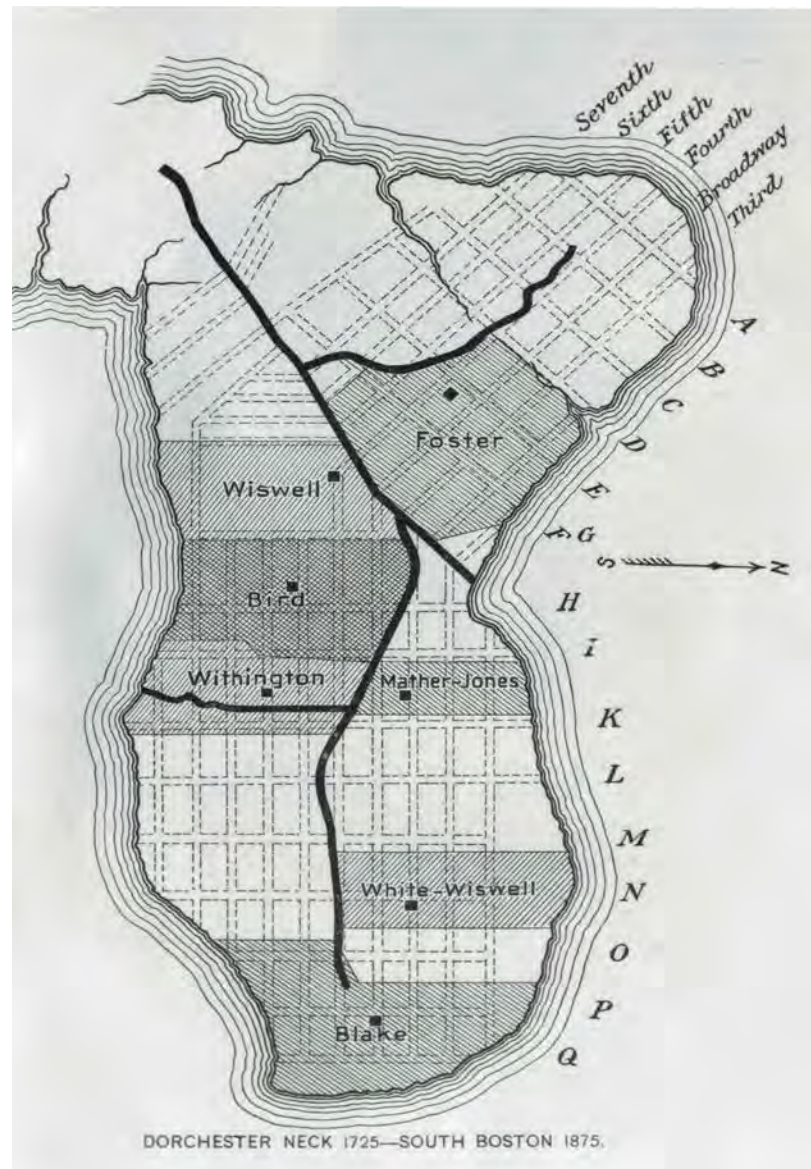 Seventh
Sixth
Fifth
Fourth
Broadway
Third
A
B
C
D
E
F
G
S
N
H
i
K
L
M
N
O
P
Q
Foster
Wiswell
Bird
Withington
Mather-Jones
White-Wiswell
Blake
DORCHESTER NECK 1725—SOUTH BOSTON 1875.